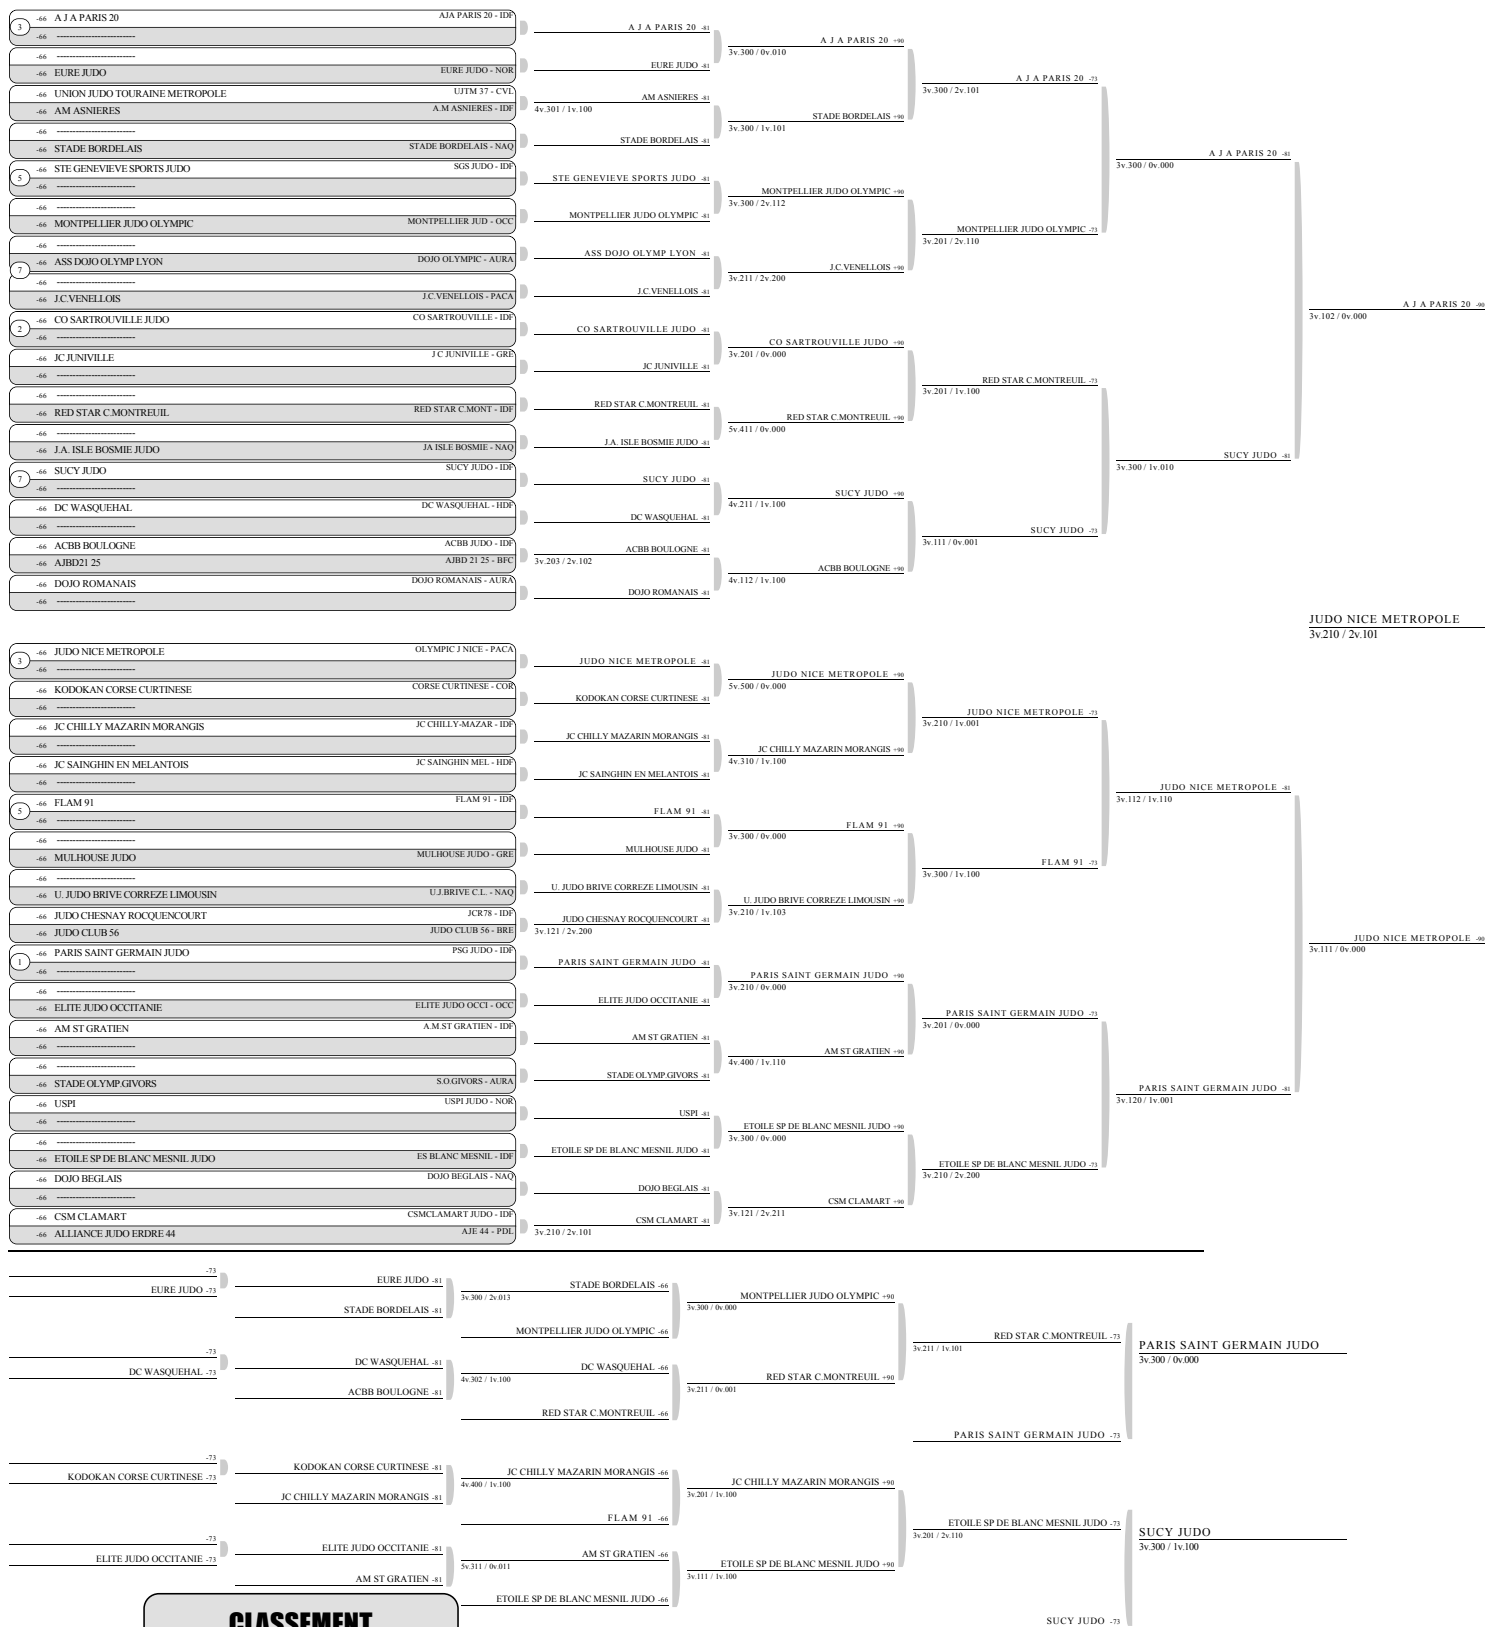 3 -66 A J A PARIS 20 AJA PARIS 20 - IDF
-66 -------------------------
A J A PARIS 20 -81
-66 -------------------------
-66 EURE JUDO EURE JUDO - NOR
EURE JUDO -81
A J A PARIS 20 +90
3v.300 / 0v.010
-66 UNION JUDO TOURAINE METROPOLE UJTM 37 - CVL
-66 AM ASNIERES A.M ASNIERES - IDF
AM ASNIERES -81
4v.301 / 1v.100
-66 -------------------------
-66 STADE BORDELAIS STADE BORDELAIS - NAQ
STADE BORDELAIS -81
STADE BORDELAIS +90
3v.300 / 1v.101
A J A PARIS 20 -73
3v.300 / 2v.101
5 -66 STE GENEVIEVE SPORTS JUDO SGS JUDO - IDF
-66 -------------------------
STE GENEVIEVE SPORTS JUDO -81
-66 -------------------------
-66 MONTPELLIER JUDO OLYMPIC MONTPELLIER JUD - OCC
MONTPELLIER JUDO OLYMPIC -81
MONTPELLIER JUDO OLYMPIC +90
3v.300 / 2v.112
-66 -------------------------
7 -66 ASS DOJO OLYMP LYON DOJO OLYMPIC - AURA
ASS DOJO OLYMP LYON -81
-66 -------------------------
-66 J.C.VENELLOIS J.C.VENELLOIS - PACA
J.C.VENELLOIS -81
J.C.VENELLOIS +90
3v.211 / 2v.200
MONTPELLIER JUDO OLYMPIC -73
3v.201 / 2v.110
A J A PARIS 20 -81
3v.300 / 0v.000
2 -66 CO SARTROUVILLE JUDO CO SARTROUVILLE - IDF
-66 -------------------------
CO SARTROUVILLE JUDO -81
-66 JC JUNIVILLE J C JUNIVILLE - GRE
-66 -------------------------
JC JUNIVILLE -81
CO SARTROUVILLE JUDO +90
3v.201 / 0v.000
-66 -------------------------
-66 RED STAR C.MONTREUIL RED STAR C.MONT - IDF
RED STAR C.MONTREUIL -81
-66 -------------------------
-66 J.A. ISLE BOSMIE JUDO JA ISLE BOSMIE - NAQ
J.A. ISLE BOSMIE JUDO -81
RED STAR C.MONTREUIL +90
5v.411 / 0v.000
RED STAR C.MONTREUIL -73
3v.201 / 1v.100
7 -66 SUCY JUDO SUCY JUDO - IDF
-66 -------------------------
SUCY JUDO -81
-66 DC WASQUEHAL DC WASQUEHAL - HDF
-66 -------------------------
DC WASQUEHAL -81
SUCY JUDO +90
4v.211 / 1v.100
-66 ACBB BOULOGNE ACBB JUDO - IDF
-66 AJBD21 25 AJBD 21 25 - BFC
ACBB BOULOGNE -81
3v.203 / 2v.102
-66 DOJO ROMANAIS DOJO ROMANAIS - AURA
-66 -------------------------
DOJO ROMANAIS -81
ACBB BOULOGNE +90
4v.112 / 1v.100
SUCY JUDO -73
3v.111 / 0v.001
SUCY JUDO -81
3v.300 / 1v.010
A J A PARIS 20 -90
3v.102 / 0v.000
JUDO NICE METROPOLE
3v.210 / 2v.101
3 -66 JUDO NICE METROPOLE OLYMPIC J NICE - PACA
-66 -------------------------
JUDO NICE METROPOLE -81
-66 KODOKAN CORSE CURTINESE CORSE CURTINESE - COR
-66 -------------------------
KODOKAN CORSE CURTINESE -81
JUDO NICE METROPOLE +90
5v.500 / 0v.000
-66 JC CHILLY MAZARIN MORANGIS JC CHILLY-MAZAR - IDF
-66 -------------------------
JC CHILLY MAZARIN MORANGIS -81
-66 JC SAINGHIN EN MELANTOIS JC SAINGHIN MEL - HDF
-66 -------------------------
JC SAINGHIN EN MELANTOIS -81
JC CHILLY MAZARIN MORANGIS +90
4v.310 / 1v.100
JUDO NICE METROPOLE -73
3v.210 / 1v.001
5 -66 FLAM 91 FLAM 91 - IDF
-66 -------------------------
FLAM 91 -81
-66 -------------------------
-66 MULHOUSE JUDO MULHOUSE JUDO - GRE
MULHOUSE JUDO -81
FLAM 91 +90
3v.300 / 0v.000
-66 -------------------------
-66 U. JUDO BRIVE CORREZE LIMOUSIN U.J.BRIVE C.L. - NAQ
U. JUDO BRIVE CORREZE LIMOUSIN -81
-66 JUDO CHESNAY ROCQUENCOURT JCR78 - IDF
-66 JUDO CLUB 56 JUDO CLUB 56 - BRE
JUDO CHESNAY ROCQUENCOURT -81
3v.121 / 2v.200
U. JUDO BRIVE CORREZE LIMOUSIN +90
3v.210 / 1v.103
FLAM 91 -73
3v.300 / 1v.100
JUDO NICE METROPOLE -81
3v.112 / 1v.110
1 -66 PARIS SAINT GERMAIN JUDO PSG JUDO - IDF
-66 -------------------------
PARIS SAINT GERMAIN JUDO -81
-66 -------------------------
-66 ELITE JUDO OCCITANIE ELITE JUDO OCCI - OCC
ELITE JUDO OCCITANIE -81
PARIS SAINT GERMAIN JUDO +90
3v.210 / 0v.000
-66 AM ST GRATIEN A.M.ST GRATIEN - IDF
-66 -------------------------
AM ST GRATIEN -81
-66 -------------------------
-66 STADE OLYMP.GIVORS S.O.GIVORS - AURA
STADE OLYMP.GIVORS -81
AM ST GRATIEN +90
4v.400 / 1v.110
PARIS SAINT GERMAIN JUDO -73
3v.201 / 0v.000
-66 USPI USPI JUDO - NOR
-66 -------------------------
USPI -81
-66 -------------------------
-66 ETOILE SP DE BLANC MESNIL JUDO ES BLANC MESNIL - IDF
ETOILE SP DE BLANC MESNIL JUDO -81
ETOILE SP DE BLANC MESNIL JUDO +90
3v.300 / 0v.000
-66 DOJO BEGLAIS DOJO BEGLAIS - NAQ
-66 -------------------------
DOJO BEGLAIS -81
-66 CSM CLAMART CSMCLAMART JUDO - IDF
-66 ALLIANCE JUDO ERDRE 44 AJE 44 - PDL
CSM CLAMART -81
3v.210 / 2v.101
CSM CLAMART +90
3v.121 / 2v.211
ETOILE SP DE BLANC MESNIL JUDO -73
3v.210 / 2v.200
PARIS SAINT GERMAIN JUDO -81
3v.120 / 1v.001
JUDO NICE METROPOLE -90
3v.111 / 0v.000
-73
EURE JUDO -73
EURE JUDO -81
STADE BORDELAIS -81
STADE BORDELAIS -66
3v.300 / 2v.013
MONTPELLIER JUDO OLYMPIC -66
MONTPELLIER JUDO OLYMPIC +90
3v.300 / 0v.000
-73
DC WASQUEHAL -73
DC WASQUEHAL -81
ACBB BOULOGNE -81
DC WASQUEHAL -66
4v.302 / 1v.100
RED STAR C.MONTREUIL -66
RED STAR C.MONTREUIL +90
3v.211 / 0v.001
RED STAR C.MONTREUIL -73
3v.211 / 1v.101
PARIS SAINT GERMAIN JUDO -73
PARIS SAINT GERMAIN JUDO
3v.300 / 0v.000
-73
KODOKAN CORSE CURTINESE -73
KODOKAN CORSE CURTINESE -81
JC CHILLY MAZARIN MORANGIS -81
JC CHILLY MAZARIN MORANGIS -66
4v.400 / 1v.100
FLAM 91 -66
JC CHILLY MAZARIN MORANGIS +90
3v.201 / 1v.100
-73
ELITE JUDO OCCITANIE -73
ELITE JUDO OCCITANIE -81
AM ST GRATIEN -81
AM ST GRATIEN -66
5v.311 / 0v.011
ETOILE SP DE BLANC MESNIL JUDO -66
ETOILE SP DE BLANC MESNIL JUDO +90
3v.111 / 1v.100
ETOILE SP DE BLANC MESNIL JUDO -73
3v.201 / 2v.110
SUCY JUDO -73
SUCY JUDO
3v.300 / 1v.100
CLASSEMENT